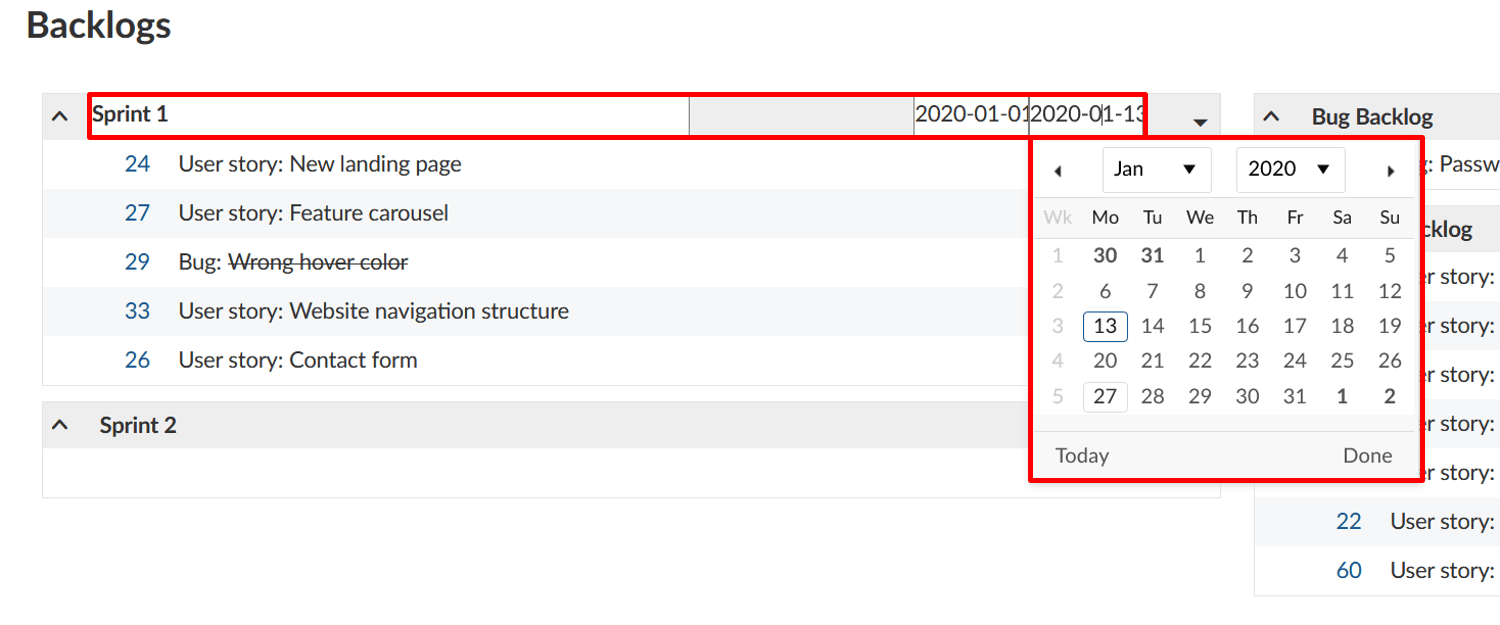 Backlogs
Sprint 1 2020-01-01 2020-01-13
24 User story: New landing page
27 User story: Feature carousel
29 Bug: Wrong hover color
33 User story: Website navigation structure
26 User story: Contact form
Sprint 2
Jan 2020
Wk Mo Tu We Th Fr Sa Su
1 30 31 1 2 3 4 5
2 6 7 8 9 10 11 12
3 13 14 15 16 17 18 19
4 20 21 22 23 24 25 26
5 27 28 29 30 31 1 2
Today Done
Bug Backlog
: Passw
cklog
r story:
r story:
r story:
r story:
r story:
22 User story:
60 User story: